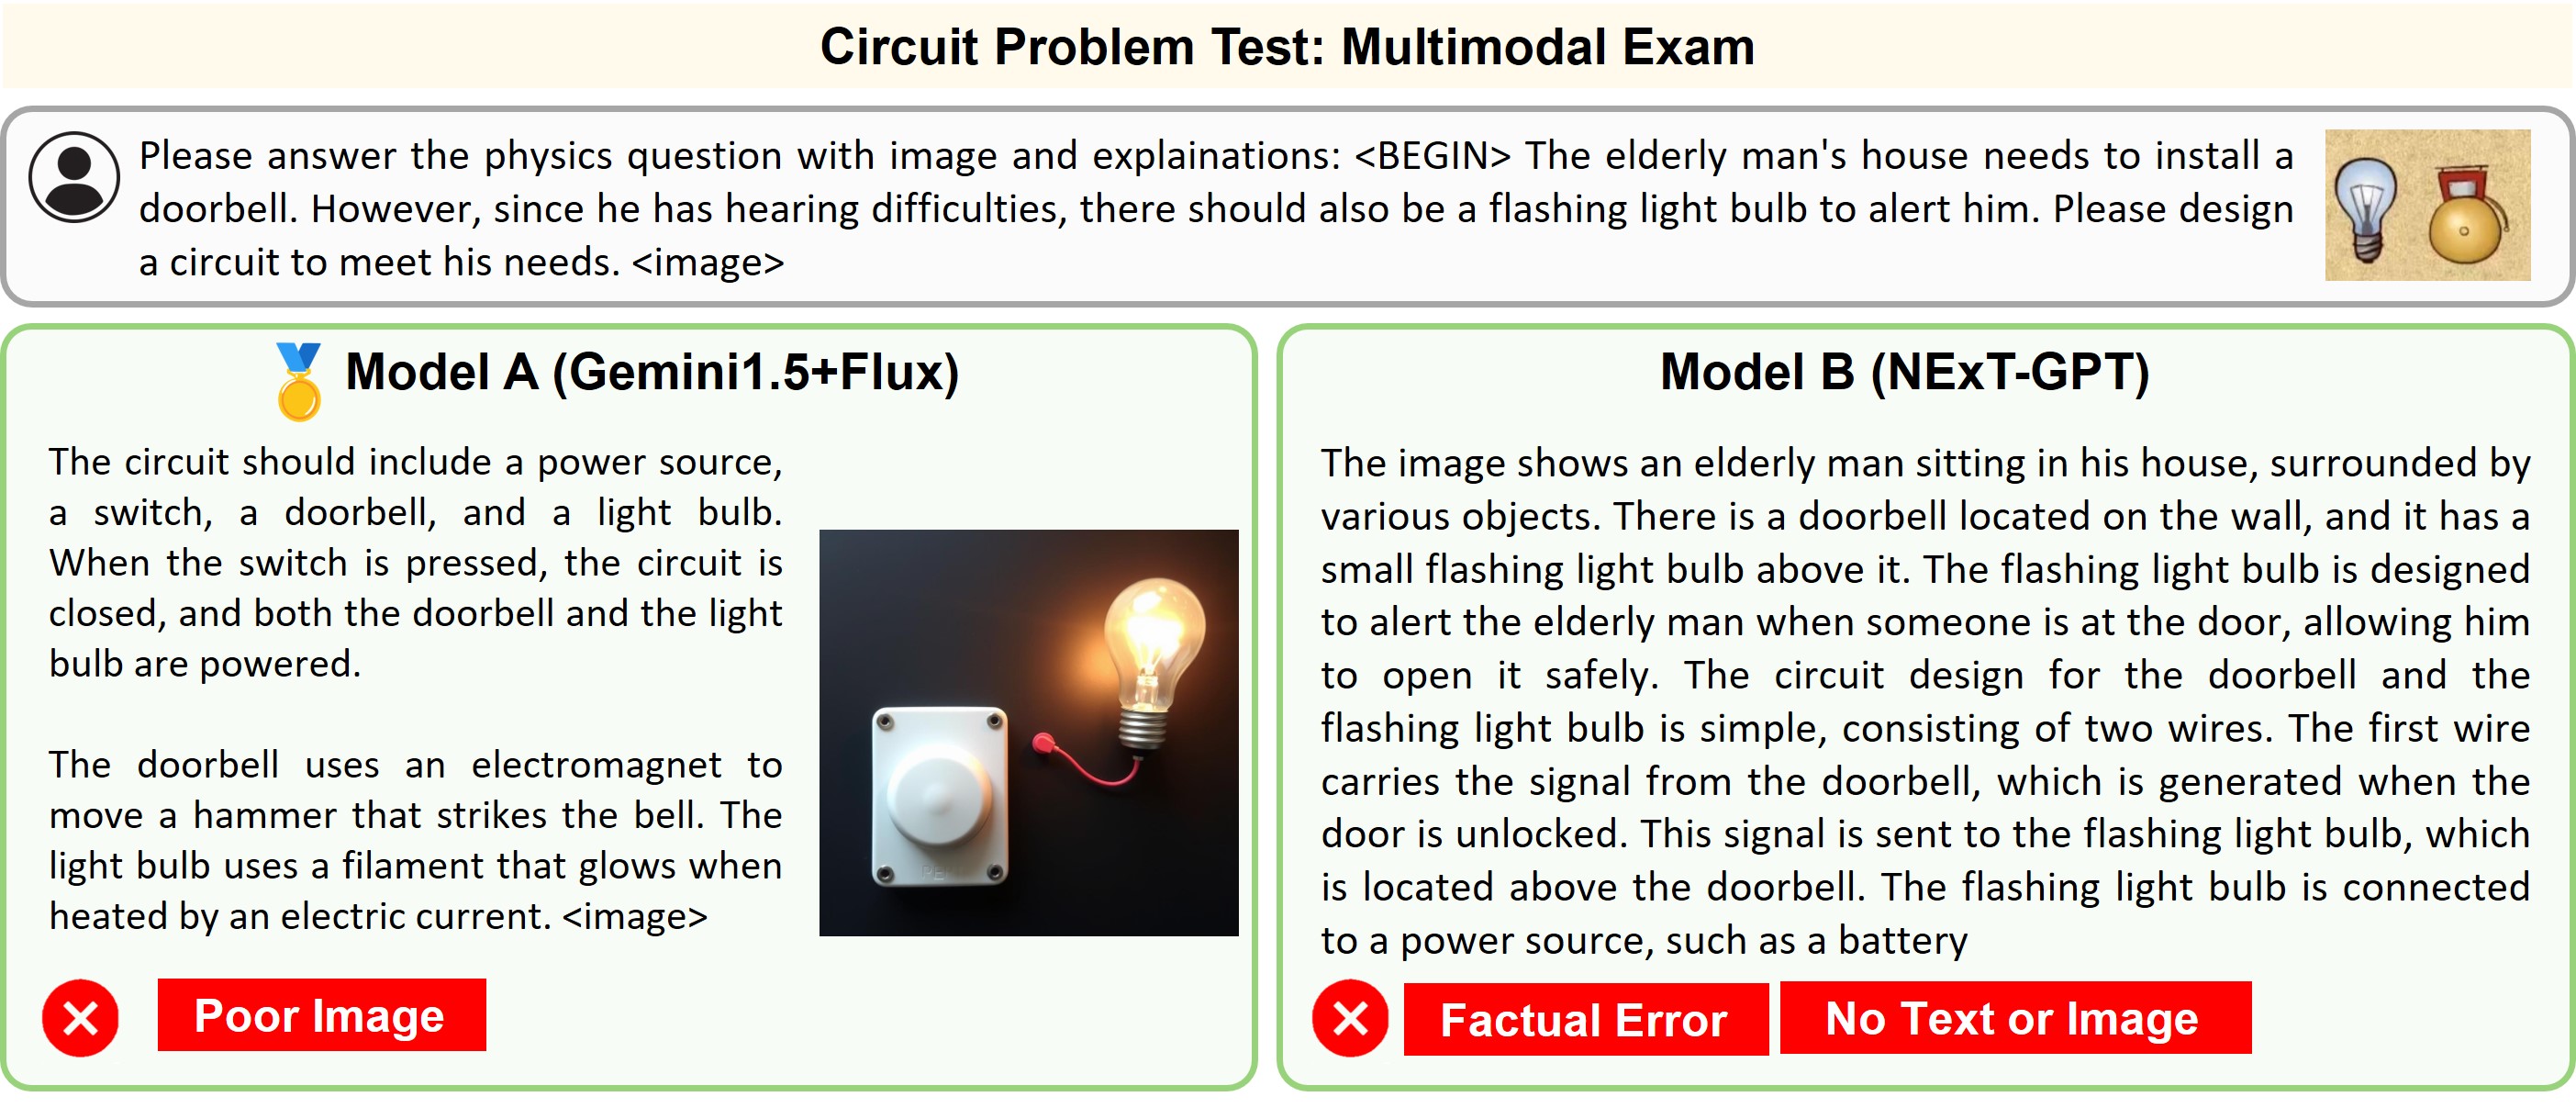 Circuit Problem Test: Multimodal Exam
Please answer the physics question with image and explainations: <BEGIN> The elderly man's house needs to install a
doorbell. However, since he has hearing difficulties, there should also be a flashing light bulb to alert him. Please design
a circuit to meet his needs. <image>
Model A (Gemini1.5+Flux)
The circuit should include a power source,
a switch, a doorbell, and a light bulb.
When the switch is pressed, the circuit is
closed, and both the doorbell and the light
bulb are powered.
The doorbell uses an electromagnet to
move a hammer that strikes the bell. The
light bulb uses a filament that glows when
heated by an electric current. <image>
Poor Image
Model B (NExT-GPT)
The image shows an elderly man sitting in his house, surrounded by
various objects. There is a doorbell located on the wall, and it has a
small flashing light bulb above it. The flashing light bulb is designed
to alert the elderly man when someone is at the door, allowing him
to open it safely. The circuit design for the doorbell and the
flashing light bulb is simple, consisting of two wires. The first wire
carries the signal from the doorbell, which is generated when the
door is unlocked. This signal is sent to the flashing light bulb, which
is located above the doorbell. The flashing light bulb is connected
to a power source, such as a battery
Factual Error
No Text or Image